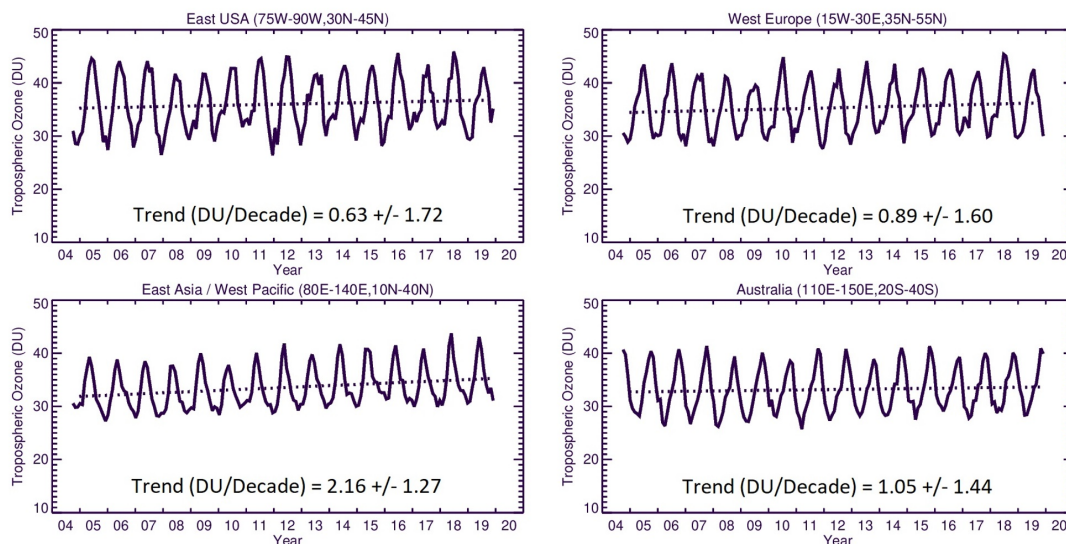 East USA (75W-90W,30N-45N)
Tropospheric Ozone (DU)
50
40
30
20
10
Trend (DU/Decade) = 0.63 +/- 1.72
04 05 06 07 08 09 10 11 12 13 14 15 16 17 18 19 20
Year
West Europe (15W-30E,35N-55N)
Tropospheric Ozone (DU)
50
40
30
20
10
Trend (DU/Decade) = 0.89 +/- 1.60
04 05 06 07 08 09 10 11 12 13 14 15 16 17 18 19 20
Year
East Asia / West Pacific (80E-140E,10N-40N)
Tropospheric Ozone (DU)
50
40
30
20
10
Trend (DU/Decade) = 2.16 +/- 1.27
04 05 06 07 08 09 10 11 12 13 14 15 16 17 18 19 20
Year
Australia (110E-150E,20S-40S)
Tropospheric Ozone (DU)
50
40
30
20
10
Trend (DU/Decade) = 1.05 +/- 1.44
04 05 06 07 08 09 10 11 12 13 14 15 16 17 18 19 20
Year